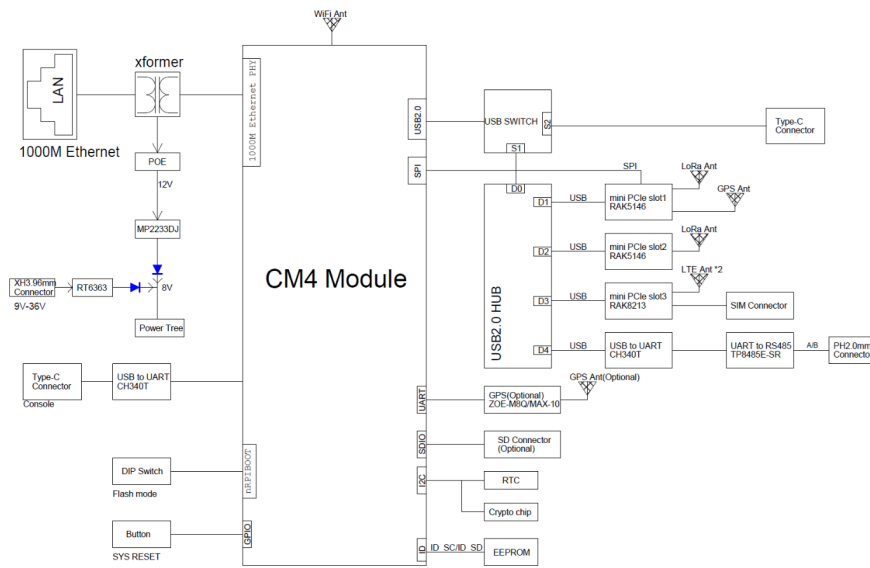 WiFi Ant
LAN
1000M Ethernet
xformer
1000M Ethernet PHY
POE
12V
MP2233DJ
XH3.96mm
Connector
9V-36V
RT6363
8V
Power Tree
Type-C
Connector
Console
USB to UART
CH340T
DIP Switch
Flash mode
nRPIBOOT
Button
SYS RESET
GPIO
CM4 Module
USB2.0
SPI
USB SWITCH
S2
S1
Type-C
Connector
SPI
D0
USB2.0 HUB
D1
USB
mini PCIe slot1
RAK5146
LoRa Ant
GPS Ant
D2
USB
mini PCIe slot2
RAK5146
LoRa Ant
D3
USB
mini PCIe slot3
RAK8213
LTE Ant *2
SIM Connector
D4
USB
USB to UART
CH340T
UART to RS485
TP8485E-SR
A/B
PH2.0mm
Connector
UART
GPS(Optional)
ZOE-M8Q/MAX-10
GPS Ant(Optional)
SDIO
SD Connector
(Optional)
I2C
RTC
Crypto chip
ID
ID_SC/ID_SD
EEPROM